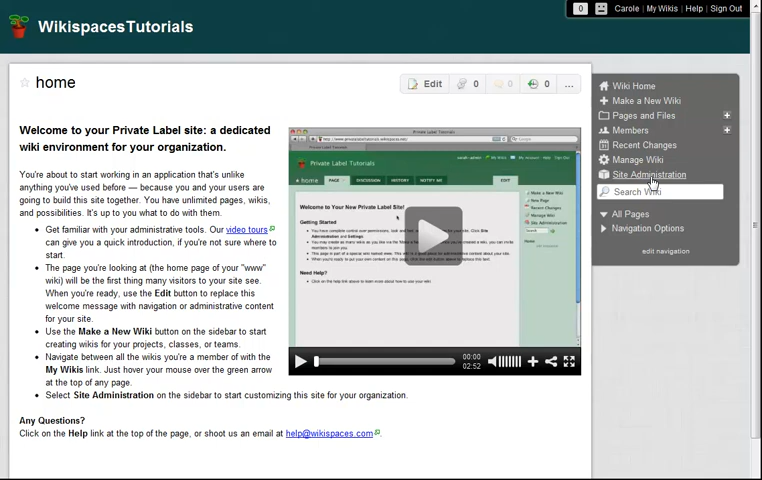 0 Carole | My Wikis | Help | Sign Out
WikispacesTutorials
home
Edit 0 0 0 ...
Welcome to your Private Label site: a dedicated
wiki environment for your organization.
You're about to start working in an application that's unlike
anything you've used before — because you and your users are
going to build this site together. You have unlimited pages, wikis,
and possibilities. It's up to you what to do with them.
• Get familiar with your administrative tools. Our video tours
can give you a quick introduction, if you're not sure where to
start.
• The page you're looking at (the home page of your "www"
wiki) will be the first thing many visitors to your site see.
When you're ready, use the Edit button to replace this
welcome message with navigation or administrative content
for your site.
• Use the Make a New Wiki button on the sidebar to start
creating wikis for your projects, classes, or teams.
• Navigate between all the wikis you're a member of with the
My Wikis link. Just hover your mouse over the green arrow
at the top of any page.
• Select Site Administration on the sidebar to start customizing this site for your organization.
Any Questions?
Click on the Help link at the top of the page, or shoot us an email at help@wikispaces.com.
Private Label Tutorials
home
PAGE
DISCUSSION
HISTORY
NOTIFY ME
EDIT
Welcome to Your New Private Label Site!
Getting Started
Need Help?
00:00
02:52
Wiki Home
Make a New Wiki
Pages and Files
Members
Recent Changes
Manage Wiki
Site Administration
Search Wiki
All Pages
Navigation Options
edit navigation